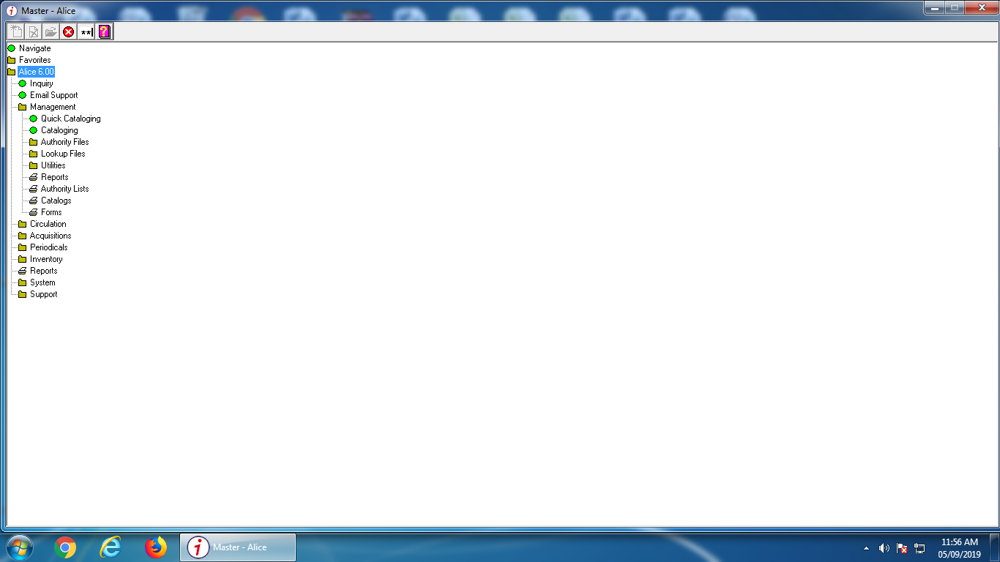 Master - Alice
Navigate
Favorites
Alice 6.00
Inquiry
Email Support
Management
Quick Cataloging
Cataloging
Authority Files
Lookup Files
Utilities
Reports
Authority Lists
Catalogs
Forms
Circulation
Acquisitions
Periodicals
Inventory
Reports
System
Support
Master - Alice
11:56 AM
05/09/2019